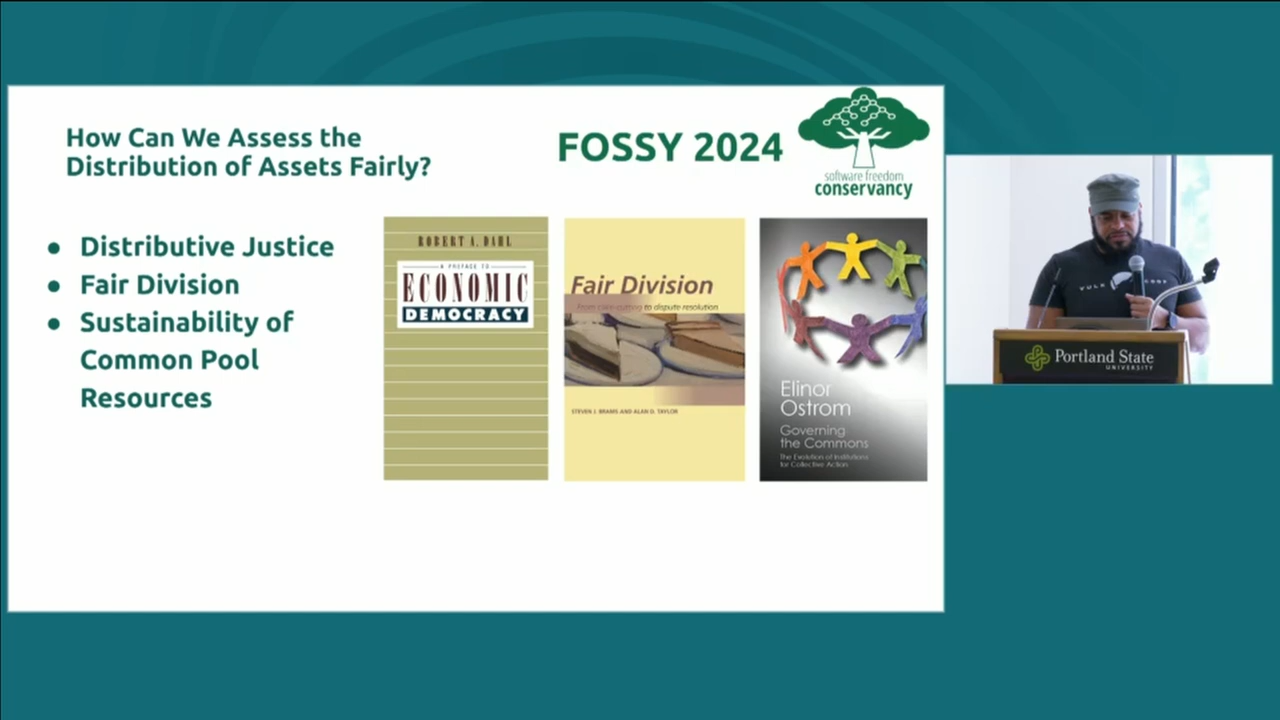 How Can We Assess the
Distribution of Assets Fairly?
FOSSY 2024
software freedom
conservancy
● Distributive Justice
● Fair Division
● Sustainability of
Common Pool
Resources
ROBERT A. DAHL
A PREFACE TO
ECONOMIC
DEMOCRACY
Fair Division
From cake-cutting to dispute resolution
STEVEN J. BRAMS AND ALAN D. TAYLOR
Elinor
Ostrom
Governing
the Commons
The Evolution of Institutions
for Collective Action
Portland State
UNIVERSITY